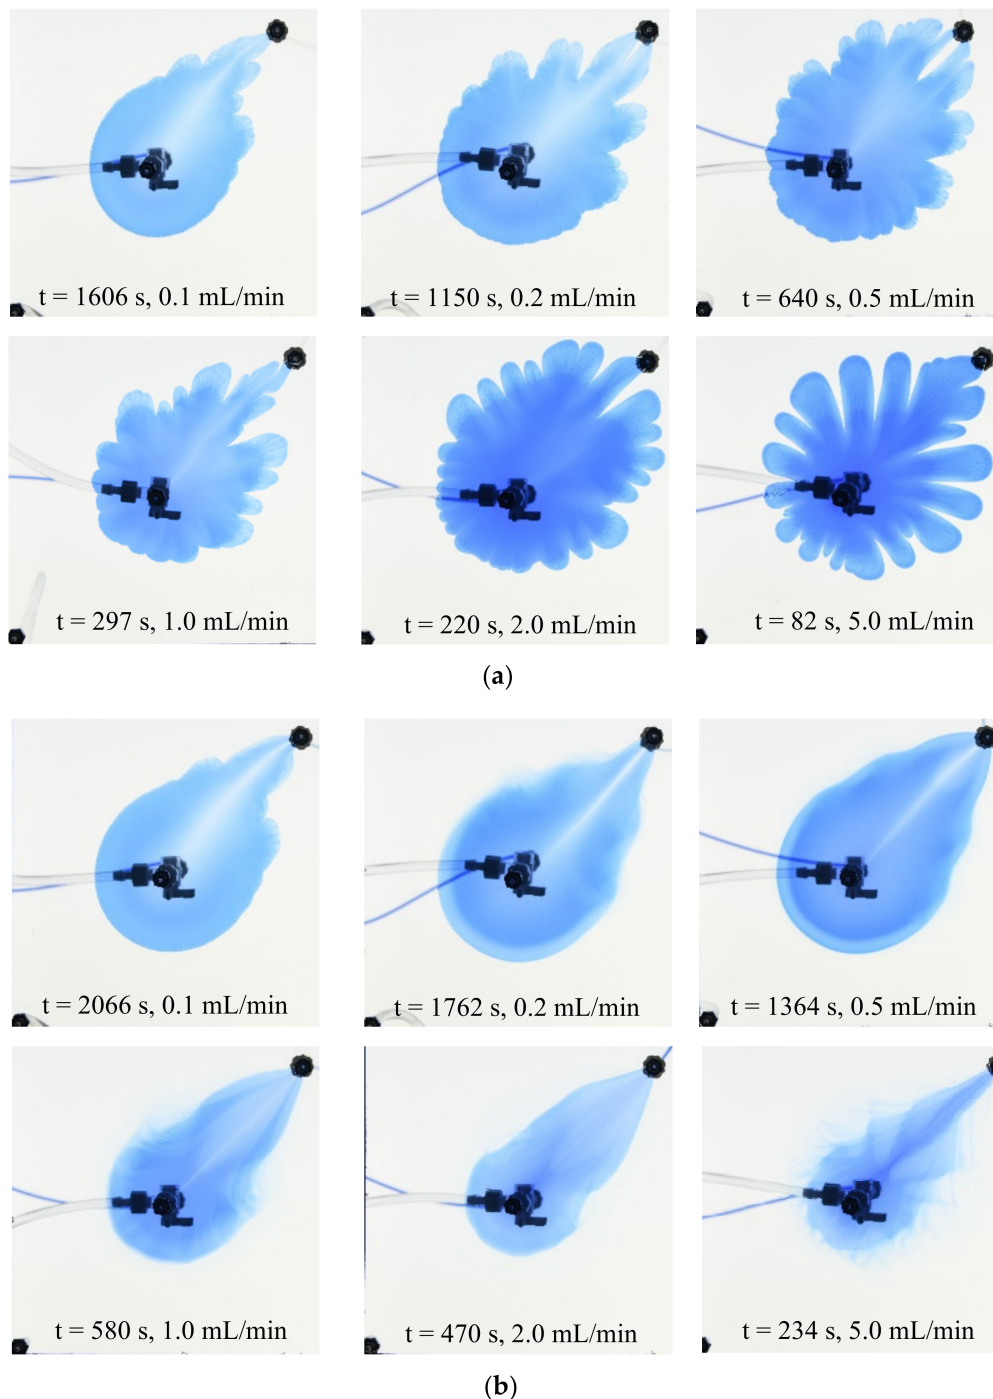 t = 1606 s, 0.1 mL/min
t = 1150 s, 0.2 mL/min
t = 640 s, 0.5 mL/min
t = 297 s, 1.0 mL/min
t = 220 s, 2.0 mL/min
t = 82 s, 5.0 mL/min
(a)
t = 2066 s, 0.1 mL/min
t = 1762 s, 0.2 mL/min
t = 1364 s, 0.5 mL/min
t = 580 s, 1.0 mL/min
t = 470 s, 2.0 mL/min
t = 234 s, 5.0 mL/min
(b)